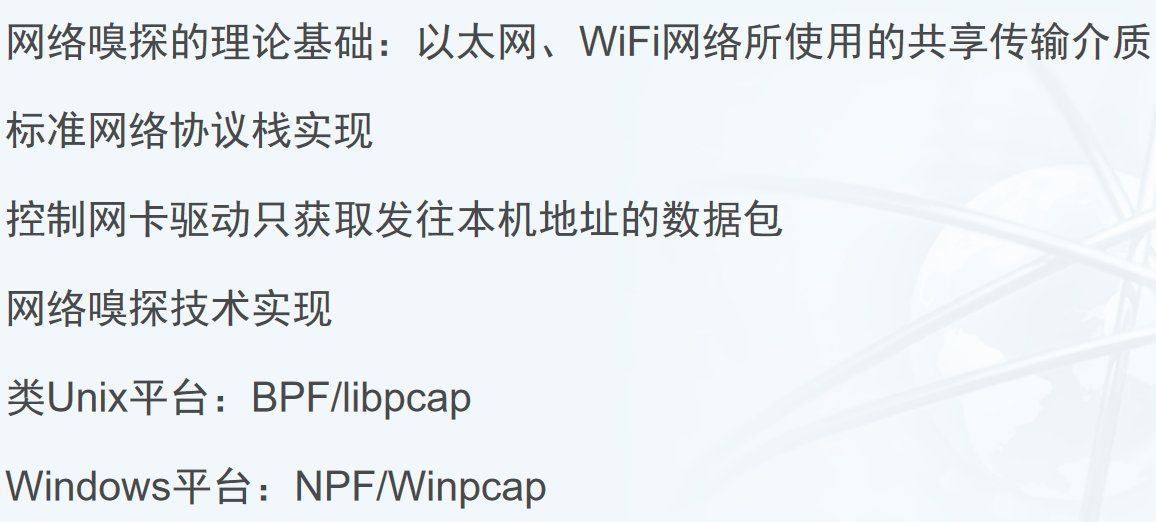 网络嗅探的理论基础：以太网、WiFi网络所使用的共享传输介质
标准网络协议栈实现
控制网卡驱动只获取发往本机地址的数据包
网络嗅探技术实现
类Unix平台：BPF/libpcap
Windows平台：NPF/Winpcap